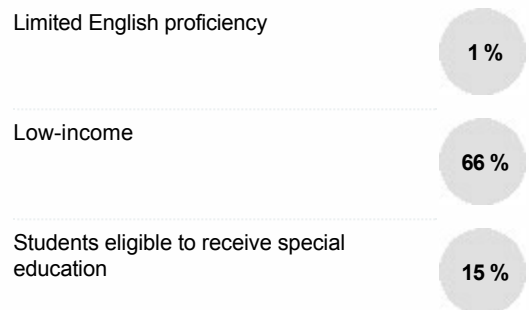 Limited English proficiency
1 %
Low-income
66 %
Students eligible to receive special
education
15 %